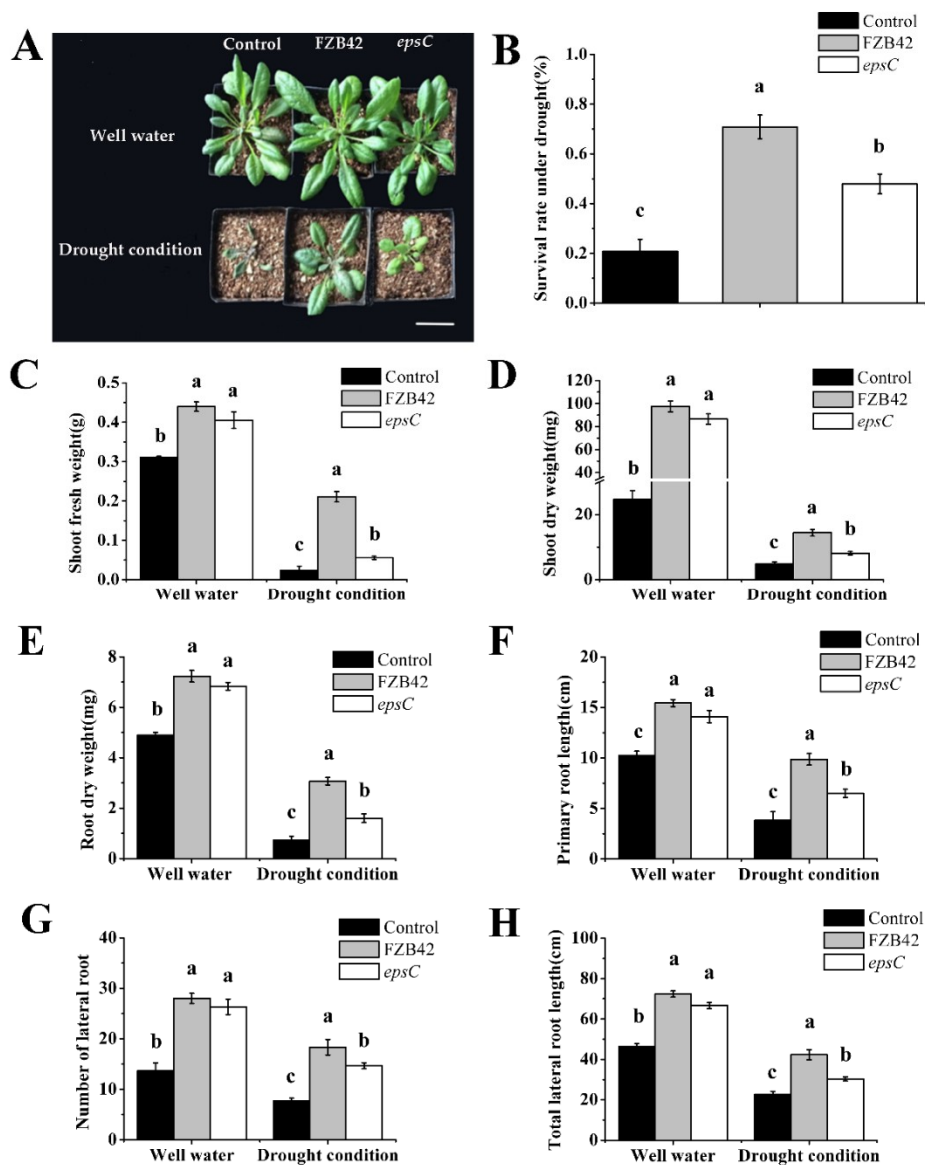 A
Control FZB42 epsC
Well water
Drought condition
B
Control
FZB42
epsC
Survival rate under drought(%)
1.0
0.8
0.6
0.4
0.2
0.0
c
a
b
C
Control
FZB42
epsC
Shoot fresh weight(g)
0.5
0.4
0.3
0.2
0.1
0.0
b a a
c a b
Well water Drought condition
D
Control
FZB42
epsC
Shoot dry weight(mg)
120
100
80
60
40
20
0
b a a
c a b
Well water Drought condition
E
Control
FZB42
epsC
Root dry weight(mg)
8
6
4
2
0
b a a
c a b
Well water Drought condition
F
Control
FZB42
epsC
Primary root length(cm)
20
15
10
5
0
c a a
c a b
Well water Drought condition
G
Control
FZB42
epsC
Number of lateral root
40
30
20
10
0
b a a
c a b
Well water Drought condition
H
Control
FZB42
epsC
Total lateral root length(cm)
100
80
60
40
20
0
b a a
c a b
Well water Drought condition